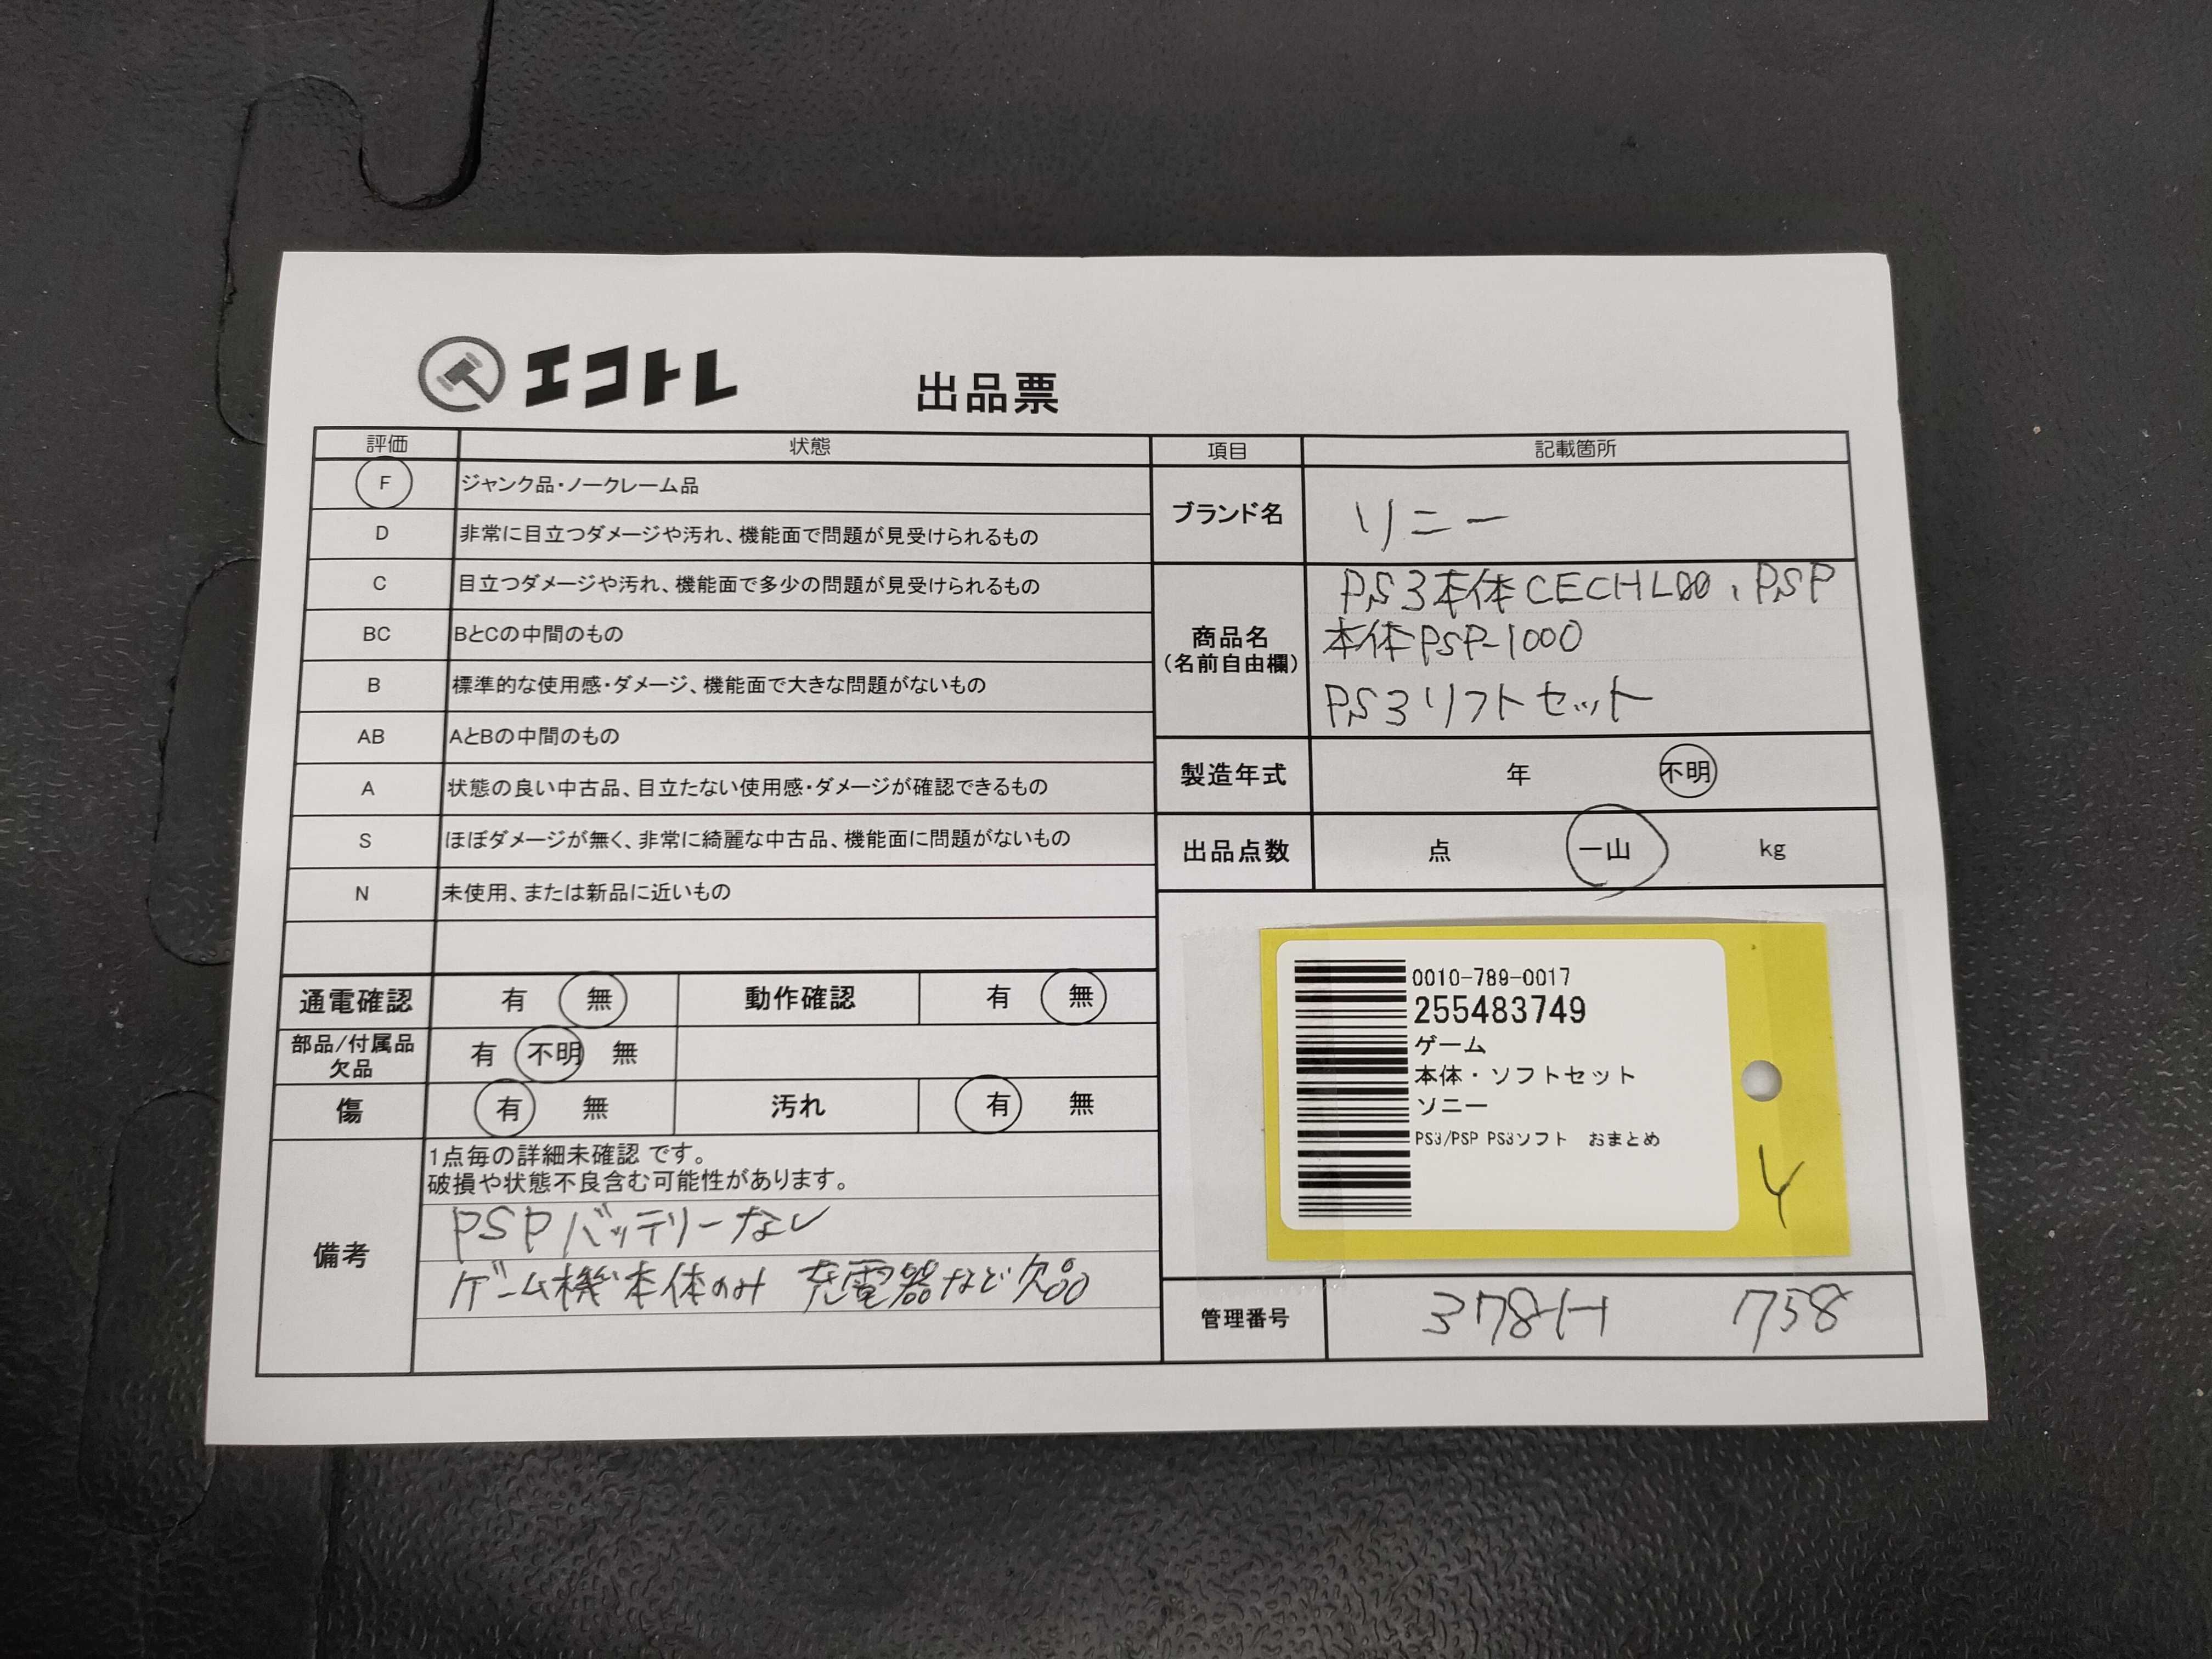 エコトレ
出品票
評価 状態
F ジャンク品・ノークレーム品
D 非常に目立つダメージや汚れ、機能面で問題が見受けられるもの
C 目立つダメージや汚れ、機能面で多少の問題が見受けられるもの
BC BとCの中間のもの
B 標準的な使用感・ダメージ、機能面で大きな問題がないもの
AB AとBの中間のもの
A 状態の良い中古品、目立たない使用感・ダメージが確認できるもの
S ほぼダメージが無く、非常に綺麗な中古品、機能面に問題がないもの
N 未使用、または新品に近いもの
通電確認 有 無 動作確認 有 無
部品/付属品
欠品 有 不明 無
傷 有 無 汚れ 有 無
備考
1点毎の詳細未確認 です。
破損や状態不良含む可能性があります。
PSPバッテリーなし
ゲーム機本体のみ 充電器など欠品
項目 記載箇所
ブランド名 ソニー
商品名
(名前自由欄)
PS3本体CECHL00、PSP
本体PSP-1000
PS3ソフトセット
製造年式 年 不明
出品点数 点 一山 kg
0010-789-0017
255483749
ゲーム
本体・ソフトセット
ソニー
PS3/PSP PS3ソフト おまとめ
管理番号 378H 758